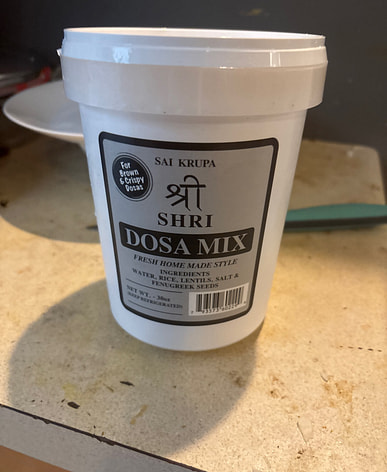 SAI KRUPA
For
Brown
& Crispy
Dosas
श्री
SHRI
DOSA MIX
FRESH HOME MADE STYLE
INGREDIENTS
WATER, RICE, LENTILS, SALT &
FENUGREEK SEEDS
NET WT. - 30oz
(KEEP REFRIGERATED)